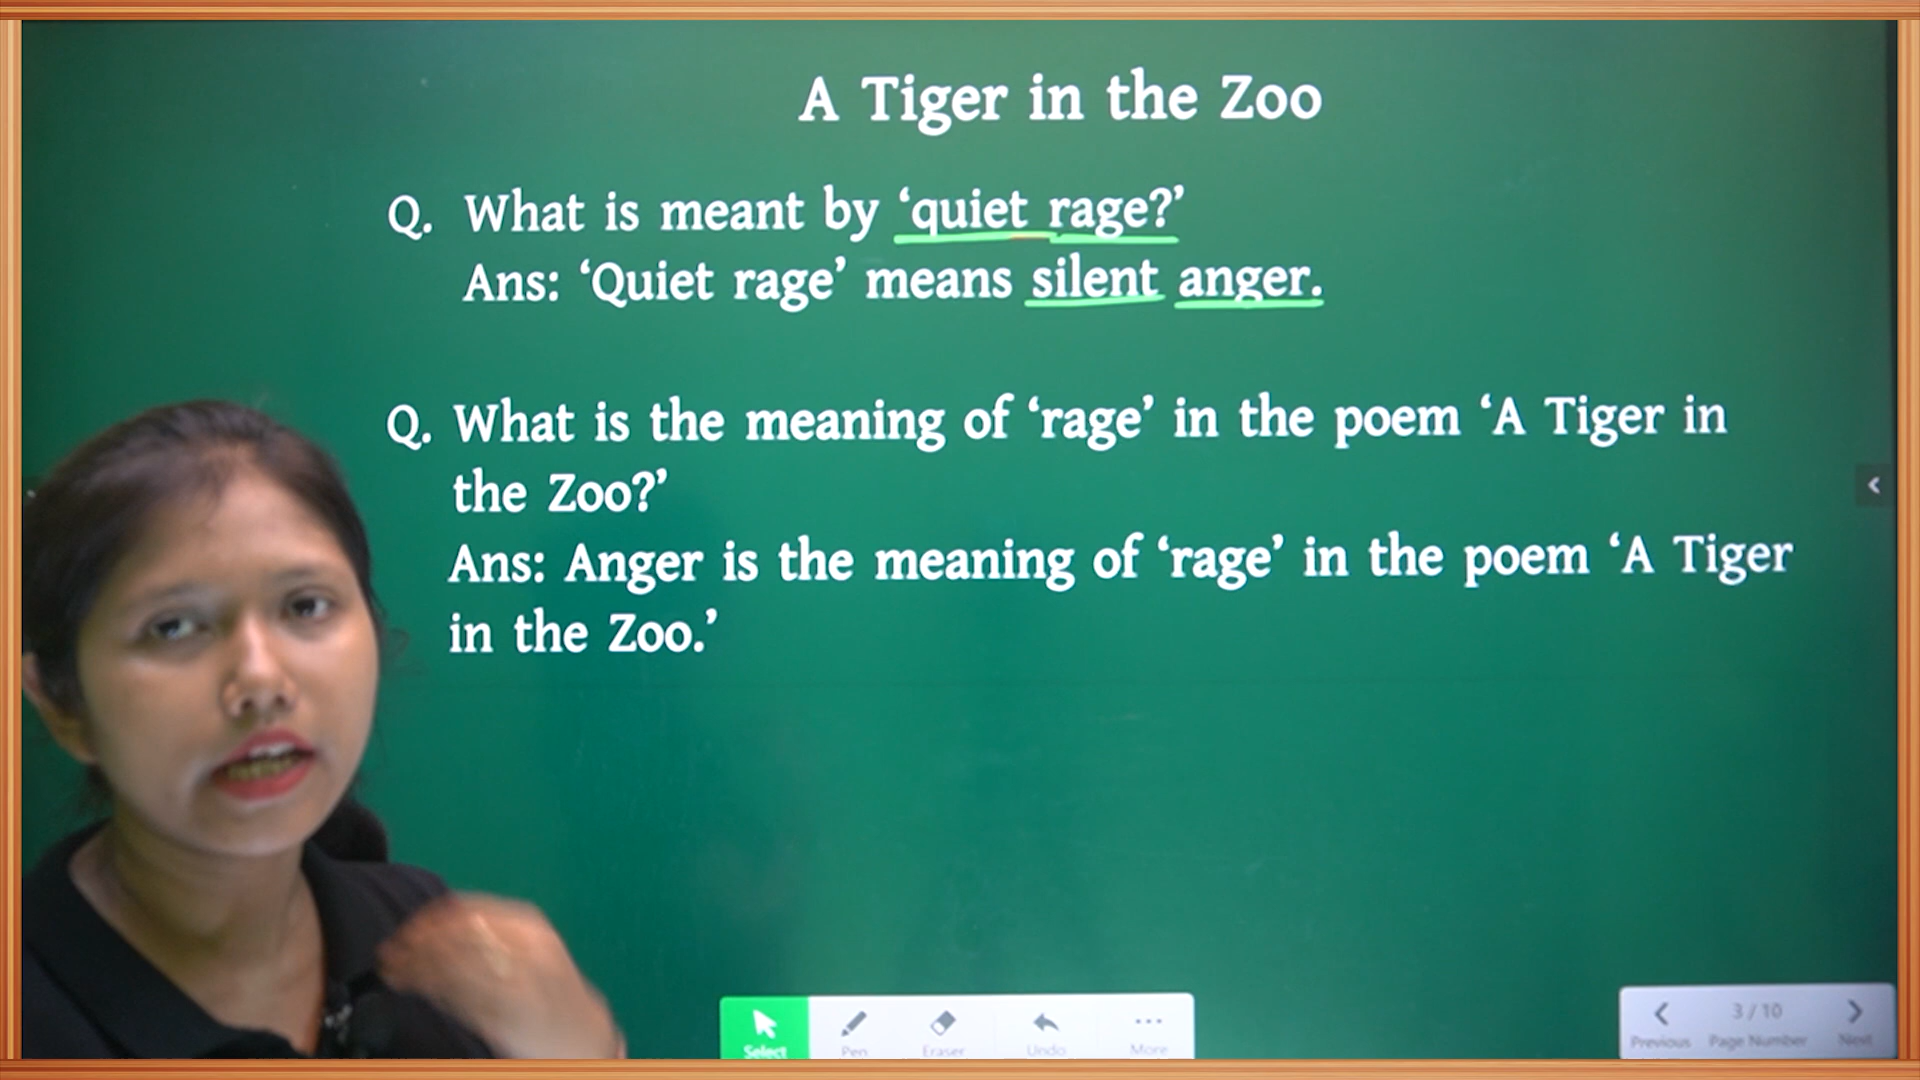 A Tiger in the Zoo
Q. What is meant by ‘quiet rage?’
Ans: ‘Quiet rage’ means silent anger.
Q. What is the meaning of ‘rage’ in the poem ‘A Tiger in
the Zoo?’
Ans: Anger is the meaning of ‘rage’ in the poem ‘A Tiger
in the Zoo.’
Select Pen Eraser Undo More
3 / 10
Previous Page Number Next